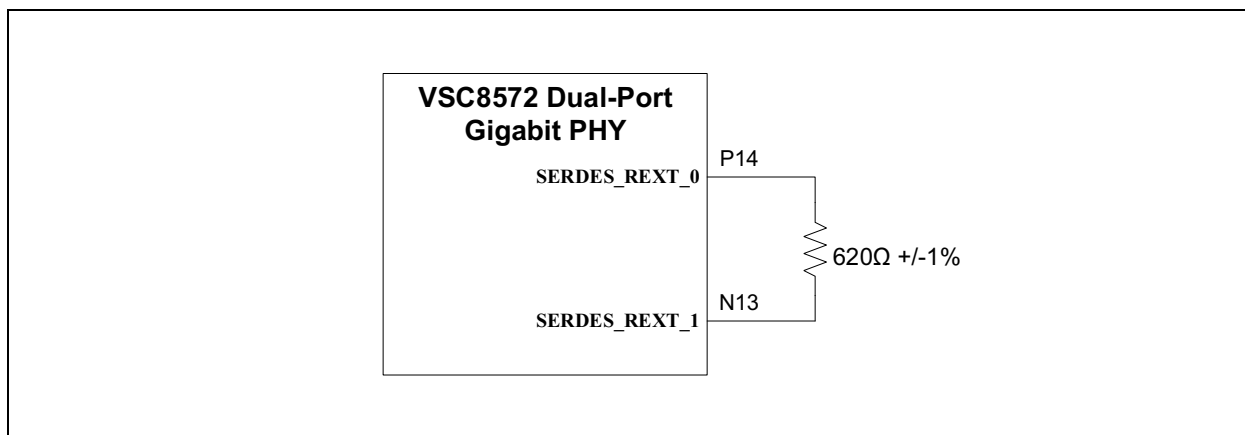 VSC8572 Dual-Port
Gigabit PHY
P14
SERDES_REXT_0
620Ω +/-1%
N13
SERDES_REXT_1